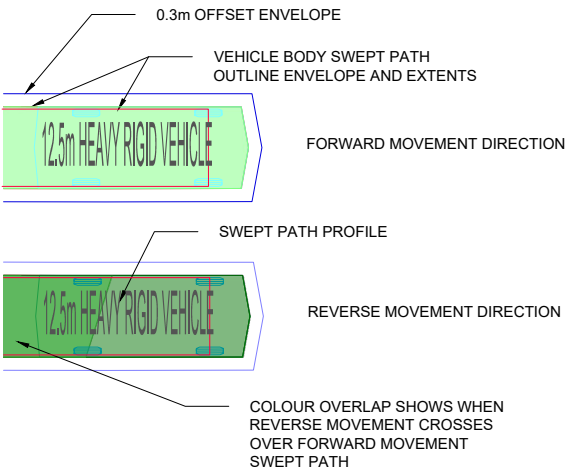 0.3m OFFSET ENVELOPE
VEHICLE BODY SWEPT PATH
OUTLINE ENVELOPE AND EXTENTS
12.5m HEAVY RIGID VEHICLE
FORWARD MOVEMENT DIRECTION
SWEPT PATH PROFILE
12.5m HEAVY RIGID VEHICLE
REVERSE MOVEMENT DIRECTION
COLOUR OVERLAP SHOWS WHEN
REVERSE MOVEMENT CROSSES
OVER FORWARD MOVEMENT
SWEPT PATH